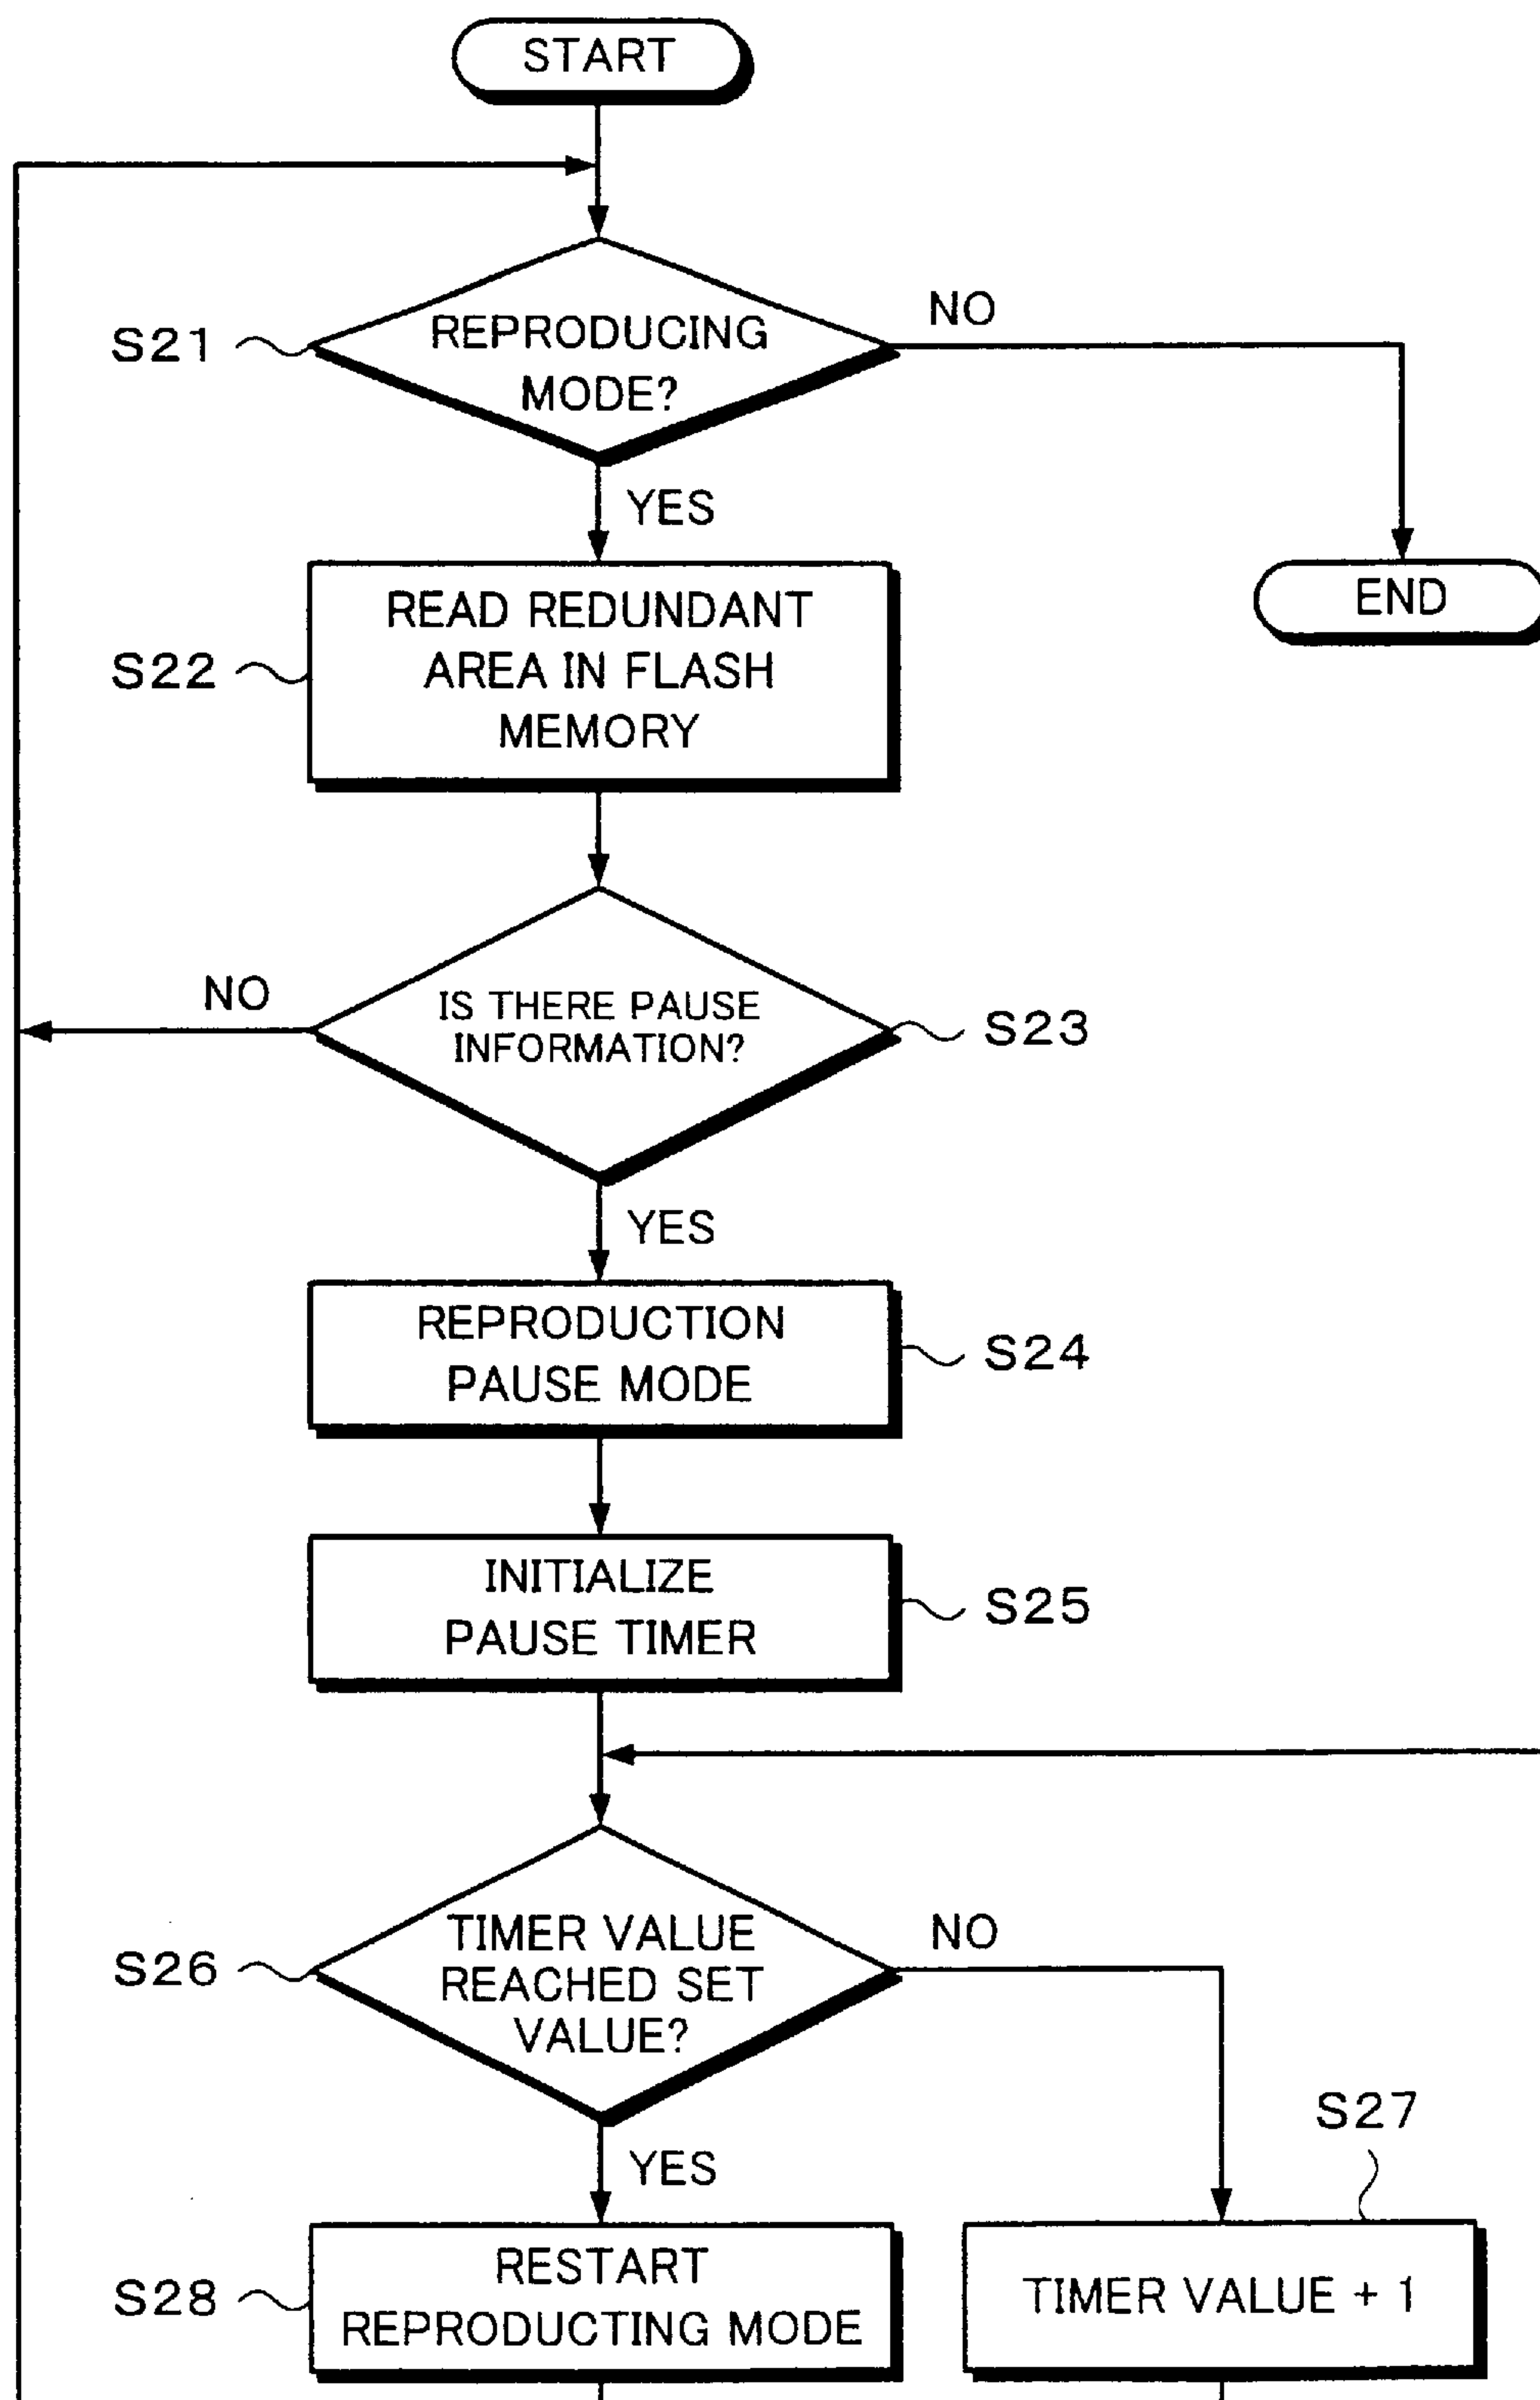 START
S21
REPRODUCING
MODE?
NO
YES
END
S22
READ REDUNDANT
AREA IN FLASH
MEMORY
NO
IS THERE PAUSE
INFORMATION?
S23
YES
REPRODUCTION
PAUSE MODE
S24
INITIALIZE
PAUSE TIMER
S25
S26
TIMER VALUE
REACHED SET
VALUE?
NO
YES
S27
S28
RESTART
REPRODUCTING MODE
TIMER VALUE + 1